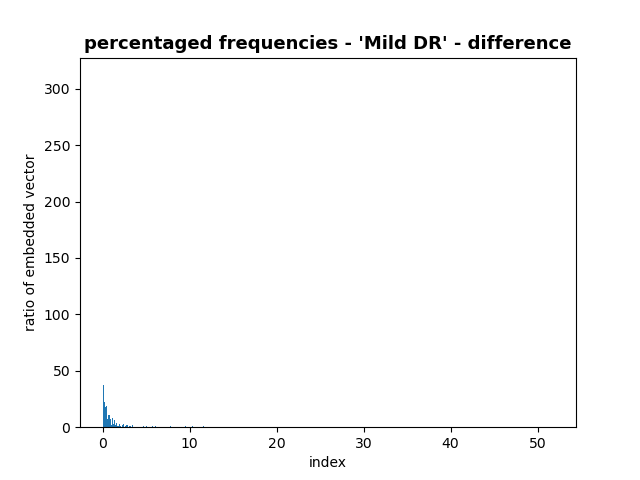 percentaged frequencies - 'Mild DR' - difference
300
250
200
150
100
50
0
ratio of embedded vector
0 10 20 30 40 50
index